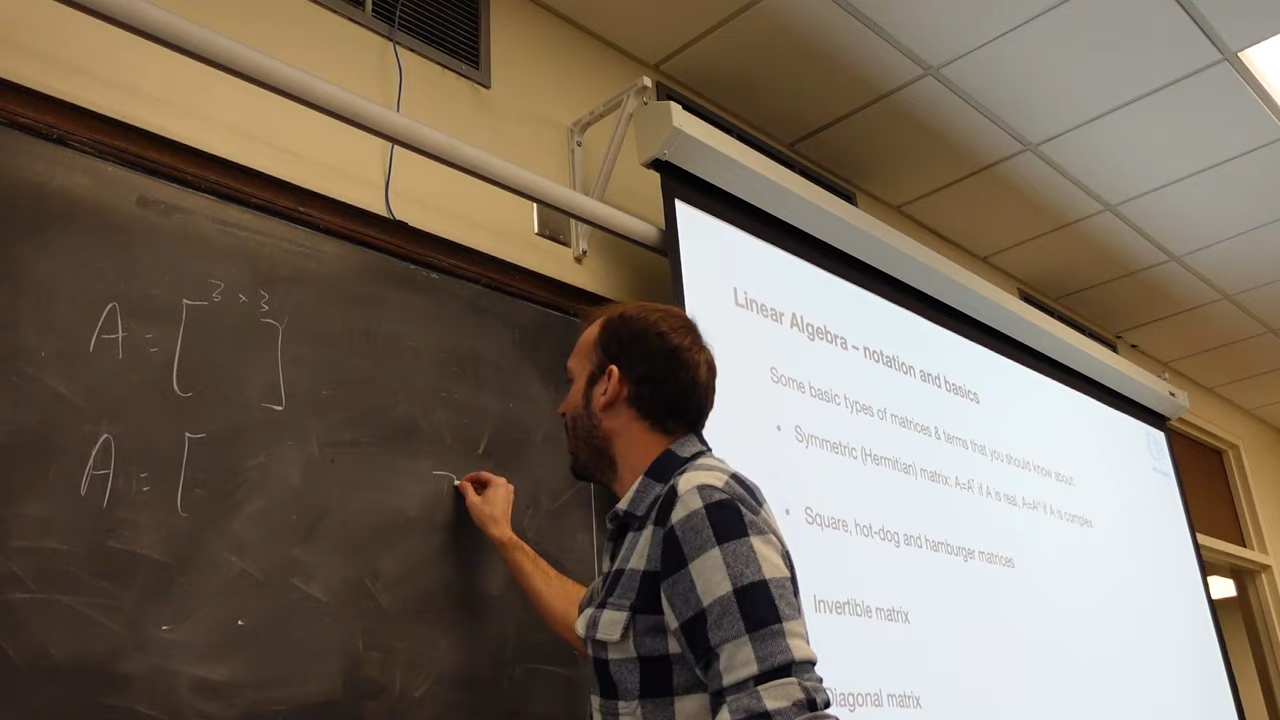 3 × 3
A = [ ]
A = [
Linear Algebra – notation and basics
Some basic types of matrices & terms that you should know about
• Symmetric (Hermitian) matrix: A=Aᵀ if A is real, A=Aᴴ if A is complex
• Square, hot-dog and hamburger matrices
Invertible matrix
Diagonal matrix